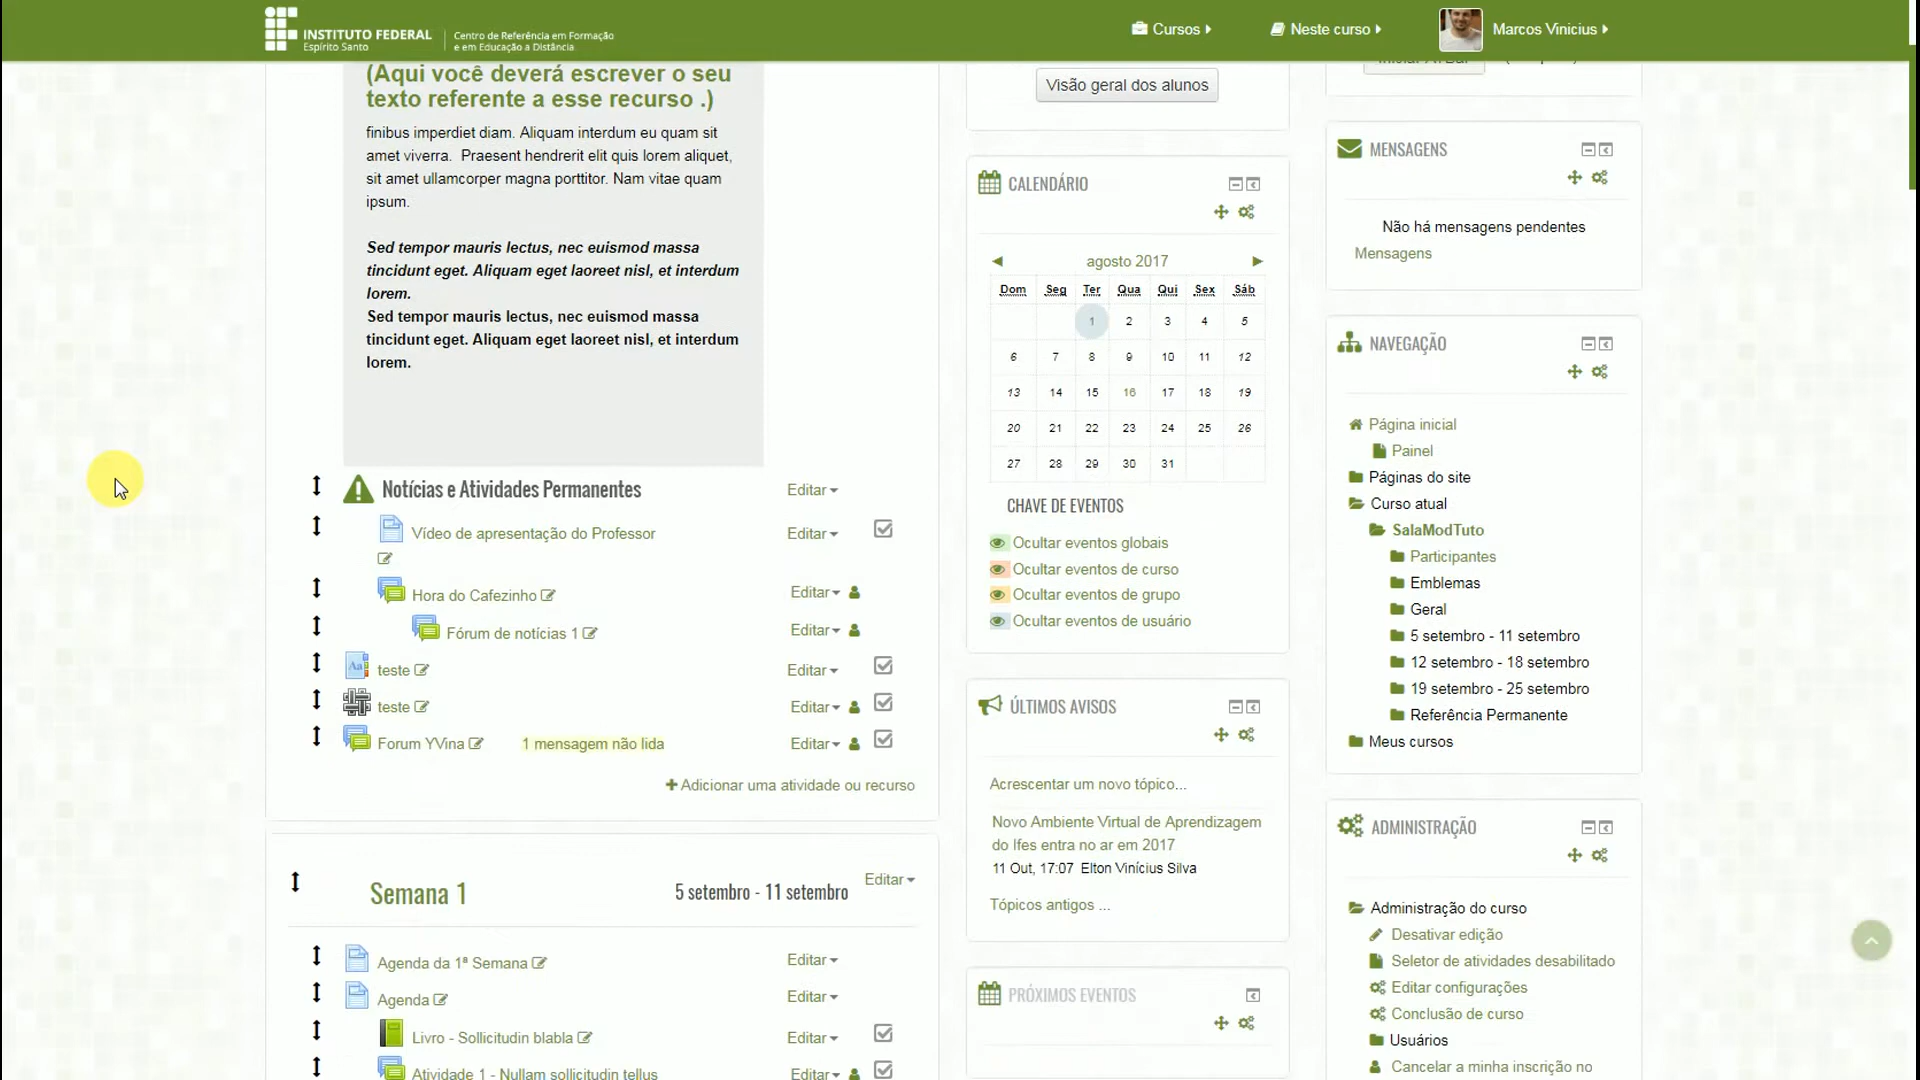 INSTITUTO FEDERAL
Espírito Santo
Centro de Referência em Formação
e em Educação a Distância
Cursos
Neste curso
Marcos Vinicius
(Aqui você deverá escrever o seu
texto referente a esse recurso .)
finibus imperdiet diam. Aliquam interdum eu quam sit
amet viverra.  Praesent hendrerit elit quis lorem aliquet,
sit amet ullamcorper magna porttitor. Nam vitae quam
ipsum.
Sed tempor mauris lectus, nec euismod massa
tincidunt eget. Aliquam eget laoreet nisl, et interdum
lorem.
Sed tempor mauris lectus, nec euismod massa
tincidunt eget. Aliquam eget laoreet nisl, et interdum
lorem.
Notícias e Atividades Permanentes Editar
Vídeo de apresentação do Professor Editar
Hora do Cafezinho Editar
Fórum de notícias 1 Editar
Aa teste Editar
teste Editar
Forum YVina 1 mensagem não lida Editar
Adicionar uma atividade ou recurso
Semana 1 5 setembro - 11 setembro Editar
Agenda da 1ª Semana Editar
Agenda Editar
Livro - Sollicitudin blabla Editar
Atividade 1 - Nullam sollicitudin tellus Editar
Visão geral dos alunos
CALENDÁRIO
agosto 2017
Dom Seg Ter Qua Qui Sex Sáb
1 2 3 4 5
6 7 8 9 10 11 12
13 14 15 16 17 18 19
20 21 22 23 24 25 26
27 28 29 30 31
CHAVE DE EVENTOS
Ocultar eventos globais
Ocultar eventos de curso
Ocultar eventos de grupo
Ocultar eventos de usuário
ÚLTIMOS AVISOS
Acrescentar um novo tópico...
Novo Ambiente Virtual de Aprendizagem
do Ifes entra no ar em 2017
11 Out, 17:07 Elton Vinícius Silva
Tópicos antigos ...
PRÓXIMOS EVENTOS
MENSAGENS
Não há mensagens pendentes
Mensagens
NAVEGAÇÃO
Página inicial
Painel
Páginas do site
Curso atual
SalaModTuto
Participantes
Emblemas
Geral
5 setembro - 11 setembro
12 setembro - 18 setembro
19 setembro - 25 setembro
Referência Permanente
Meus cursos
ADMINISTRAÇÃO
Administração do curso
Desativar edição
Seletor de atividades desabilitado
Editar configurações
Conclusão de curso
Usuários
Cancelar a minha inscrição no